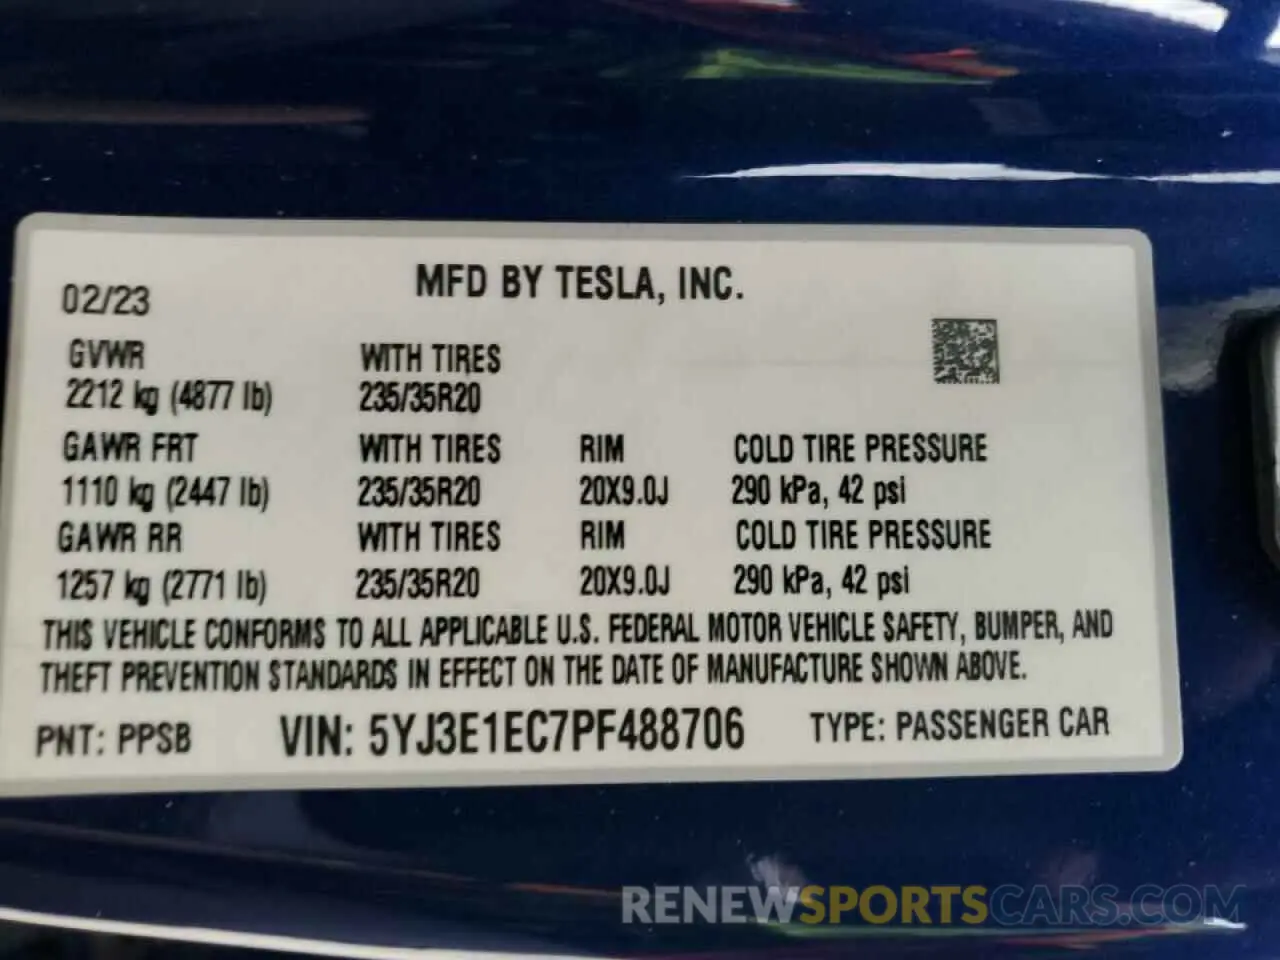 MFD BY TESLA, INC.
02/23
GVWR WITH TIRES
2212 kg (4877 lb) 235/35R20
GAWR FRT WITH TIRES RIM COLD TIRE PRESSURE
1110 kg (2447 lb) 235/35R20 20X9.0J 290 kPa, 42 psi
GAWR RR WITH TIRES RIM COLD TIRE PRESSURE
1257 kg (2771 lb) 235/35R20 20X9.0J 290 kPa, 42 psi
THIS VEHICLE CONFORMS TO ALL APPLICABLE U.S. FEDERAL MOTOR VEHICLE SAFETY, BUMPER, AND
THEFT PREVENTION STANDARDS IN EFFECT ON THE DATE OF MANUFACTURE SHOWN ABOVE.
PNT: PPSB VIN: 5YJ3E1EC7PF488706 TYPE: PASSENGER CAR
RENEWSPORTSCARS.COM